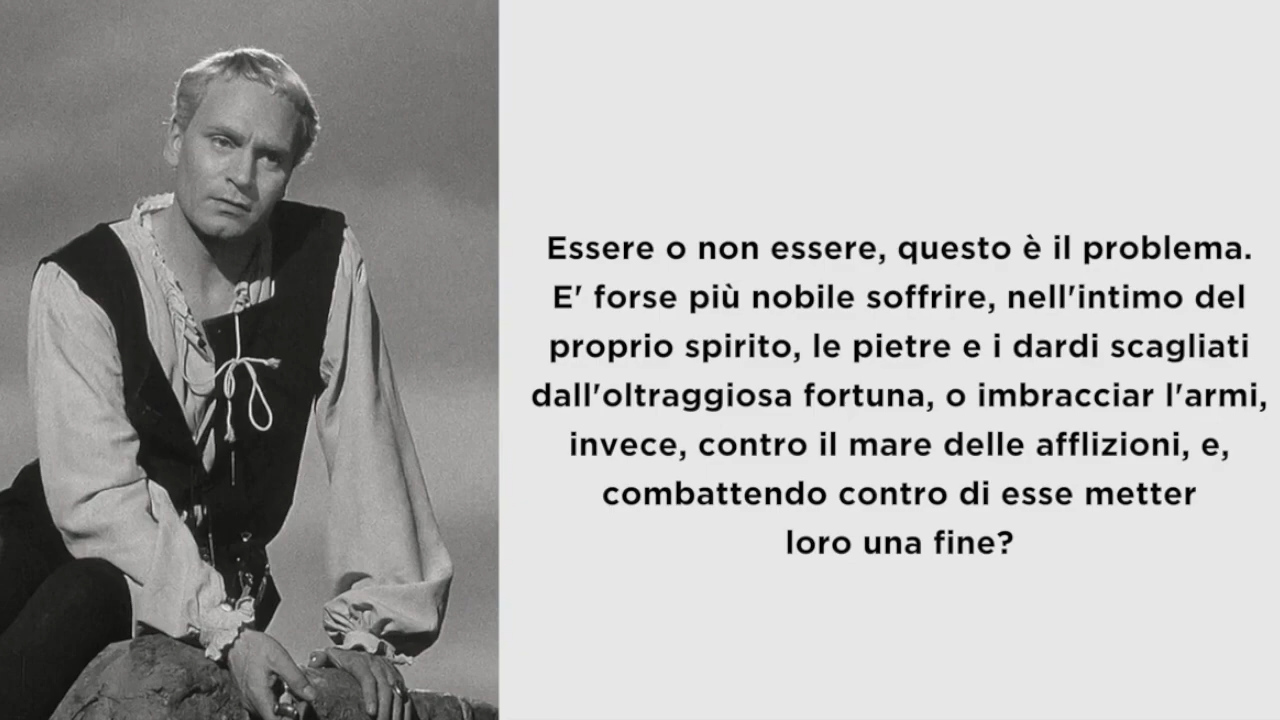 Essere o non essere, questo è il problema.
E' forse più nobile soffrire, nell'intimo del
proprio spirito, le pietre e i dardi scagliati
dall'oltraggiosa fortuna, o imbracciar l'armi,
invece, contro il mare delle afflizioni, e,
combattendo contro di esse metter
loro una fine?